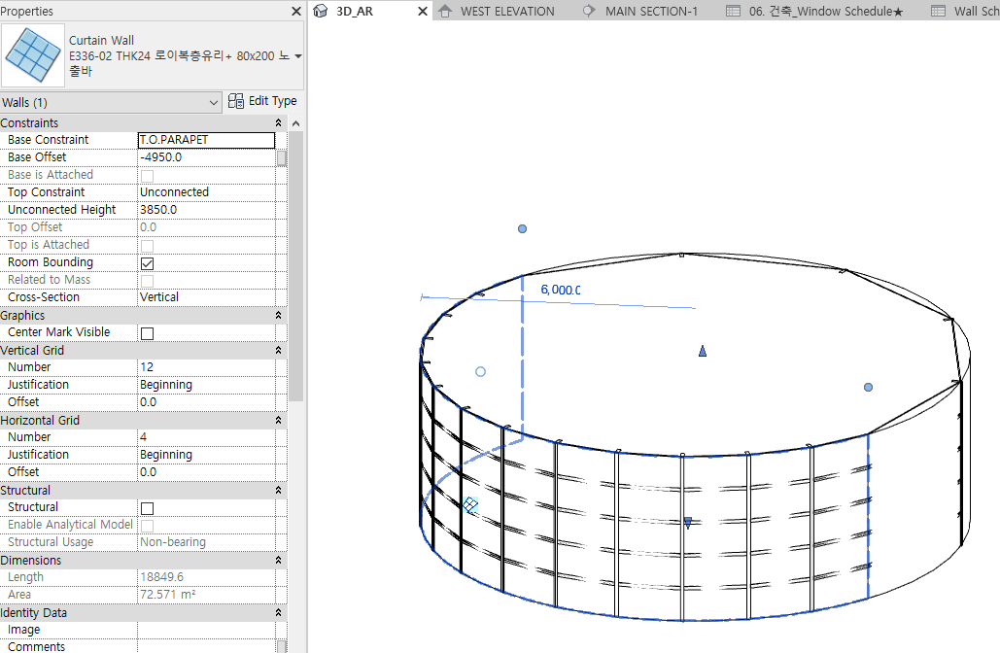 Properties
3D_AR
WEST ELEVATION
MAIN SECTION-1
06. 건축_Window Schedule★
Wall Sch
Curtain Wall
E336-02 THK24 로이복층유리+ 80x200 노
출바
Walls (1)
Edit Type
Constraints
Base Constraint T.O.PARAPET
Base Offset -4950.0
Base is Attached
Top Constraint Unconnected
Unconnected Height 3850.0
Top Offset 0.0
Top is Attached
Room Bounding
Related to Mass
Cross-Section Vertical
Graphics
Center Mark Visible
Vertical Grid
Number 12
Justification Beginning
Offset 0.0
Horizontal Grid
Number 4
Justification Beginning
Offset 0.0
Structural
Structural
Enable Analytical Model
Structural Usage Non-bearing
Dimensions
Length 18849.6
Area 72.571 m²
Identity Data
Image
Comments
6,000.0